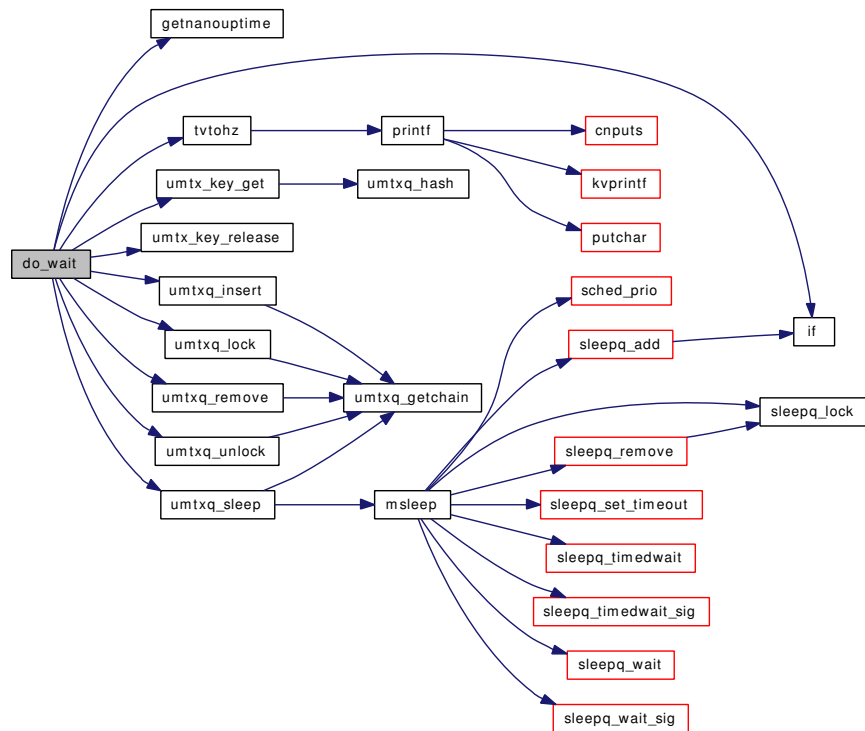 getnanouptime
tvtohz
printf
cnputs
umtx_key_get
umtxq_hash
kvprintf
umtx_key_release
putchar
do_wait
umtxq_insert
sched_prio
umtxq_lock
sleepq_add
if
umtxq_remove
umtxq_getchain
sleepq_lock
umtxq_unlock
sleepq_remove
umtxq_sleep
msleep
sleepq_set_timeout
sleepq_timedwait
sleepq_timedwait_sig
sleepq_wait
sleepq_wait_sig